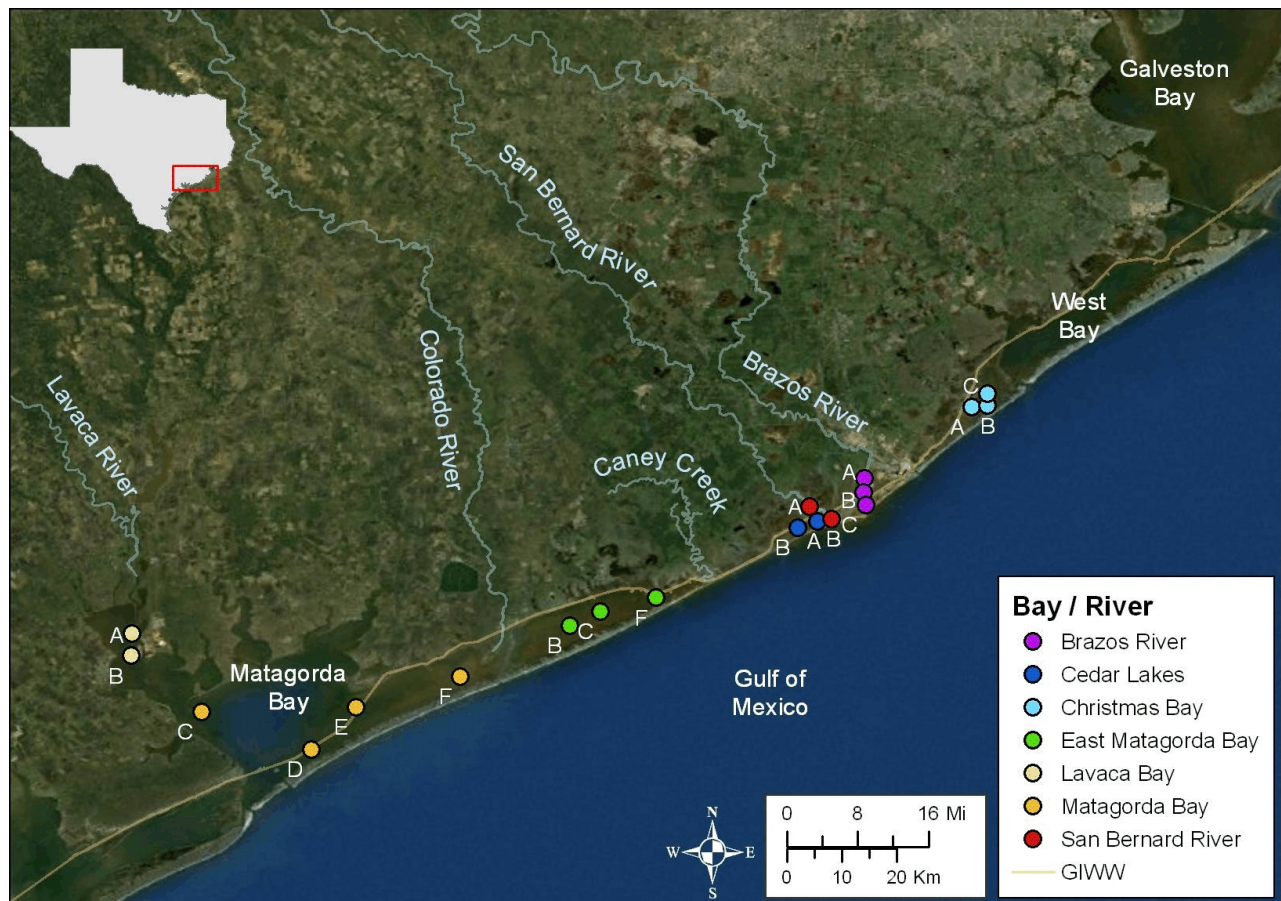 Galveston
Bay
San Bernard River
West
Bay
Brazos River
Colorado River
Lavaca River
Caney Creek
C
A
B
A
B
C
A
B
B
A
F
C
B
A
B
Matagorda
Bay
F
E
C
D
Gulf of
Mexico
Bay / River
Brazos River
Cedar Lakes
Christmas Bay
East Matagorda Bay
Lavaca Bay
Matagorda Bay
San Bernard River
GIWW
N
W
E
S
0 8 16 Mi
0 10 20 Km